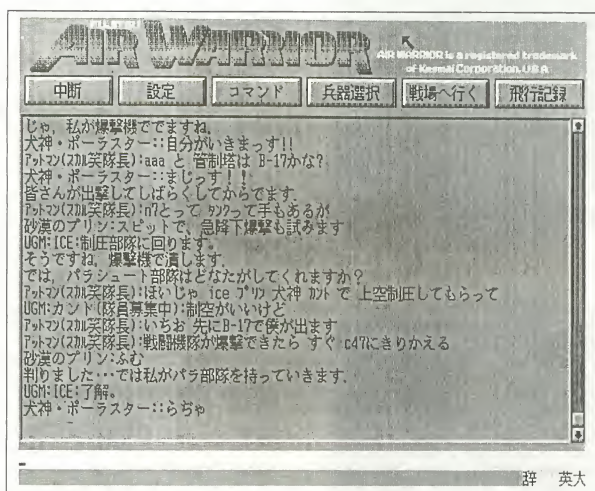 AIR WARRIOR
AIR WARRIOR is a registered trademark
of Kesmai Corporation, USA
中断 設定 コマンド 兵器選択 戦場へ行く 飛行記録
じゃ, 私が爆撃機ででますね.
犬神・ポーラスター::自分がいきまっす!!
アットマン(スカル笑隊長):aaa と 管制塔は B-17かな?
犬神・ポーラスター::まじっす!!
皆さんが出撃してしばらくしてからでます.
アットマン(スカル笑隊長):n7とって タンクって手もあるが
砂漠のプリン:スピットで、急降下爆撃も試みます
UGM:ICE:制圧部隊に回ります。
そうですね, 爆撃機で潰します.
では, パラシュート部隊はどなたがしてくれますか?
アットマン(スカル笑隊長):ほいじゃ ice プリン 犬神 カント で 上空制圧してもらって
UGM:カンド(隊員募集中):制空がいいけど
アットマン(スカル笑隊長):いちお 先にB-17で僕が出ます
アットマン(スカル笑隊長):戦闘機隊が爆撃できたら すぐ c47にきりかえる
砂漠のプリン:ふむ
判りました・・・では私がパラ部隊を持っていきます.
UGM:ICE:了解。
犬神・ポーラスター::らぢゃ
辞 英大